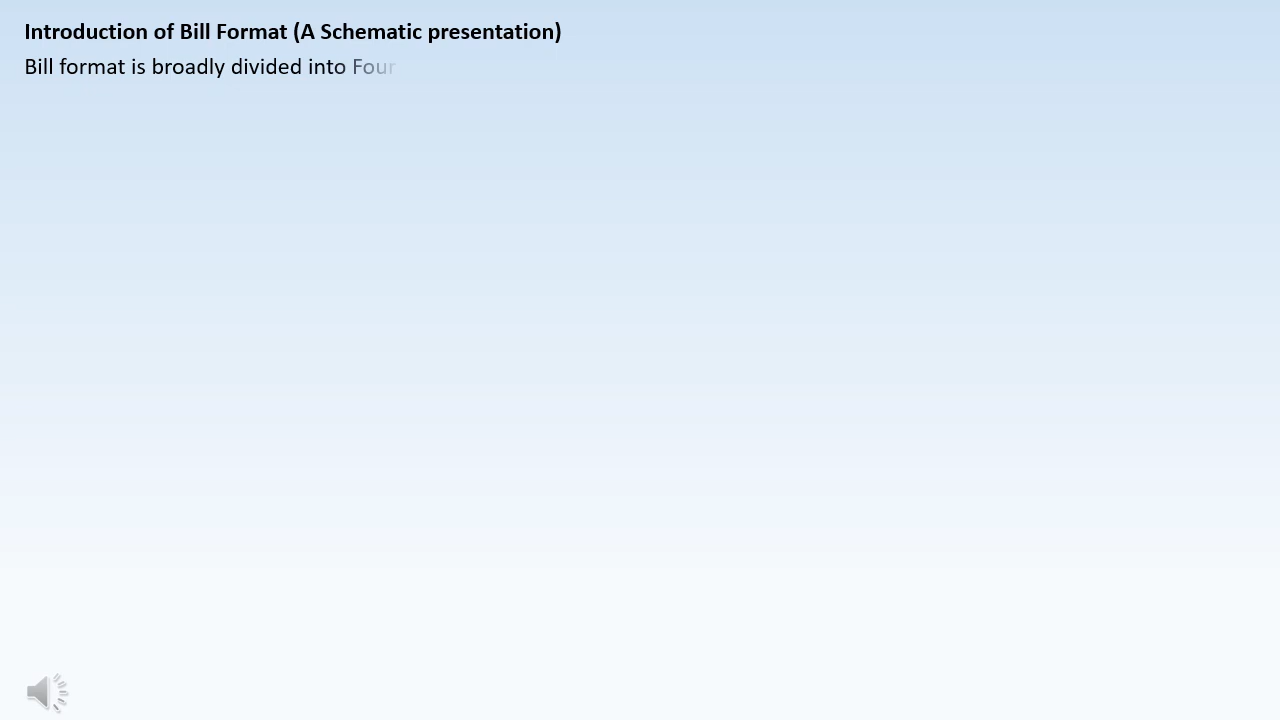 Introduction of Bill Format (A Schematic presentation)
Bill format is broadly divided into Four